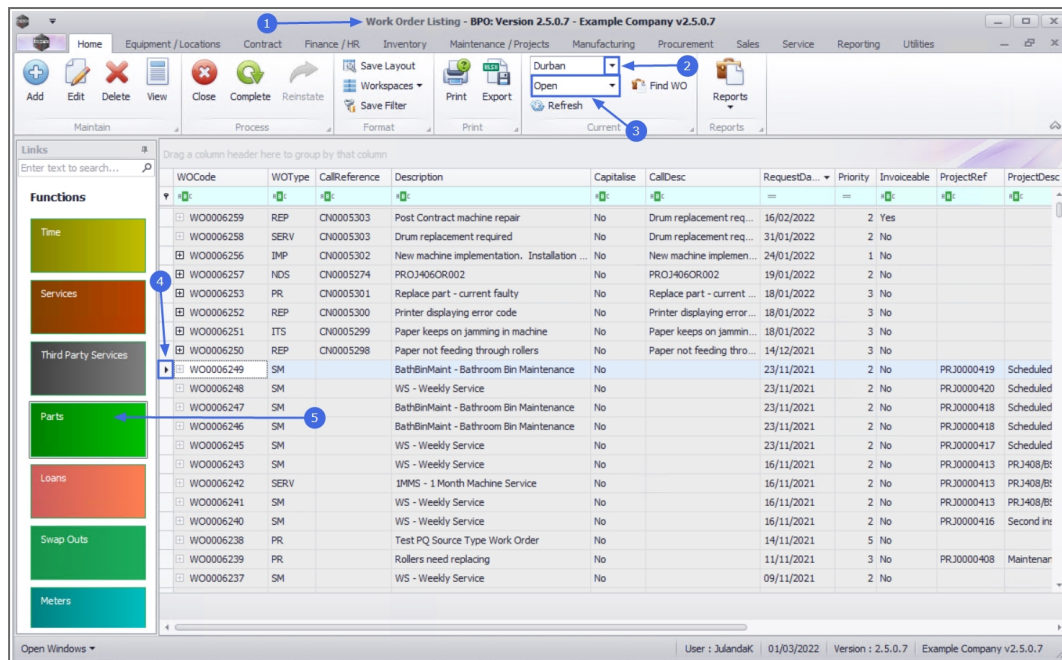 1
Work Order Listing - BPO: Version 2.5.0.7 - Example Company v2.5.0.7
Home Equipment / Locations Contract Finance / HR Inventory Maintenance / Projects Manufacturing Procurement Sales Service Reporting Utilities
Add Edit Delete View
Close Complete Reinstate
Save Layout
Workspaces
Save Filter
Print Export
Durban
2
Open
Find WO
Refresh
Reports
3
Maintain Process Format Print Current Reports
Links
Enter text to search...
Functions
Time
Services
Third Party Services
Parts
Loans
Swap Outs
Meters
4
5
Drag a column header here to group by that column
WOCode WOType CallReference Description Capitalise CallDesc RequestDa... Priority Invoiceable ProjectRef ProjectDesc
WO0006259 REP CN0005303 Post Contract machine repair No Drum replacement req... 16/02/2022 2 Yes
WO0006258 SERV CN0005303 Drum replacement required No Drum replacement req... 31/01/2022 2 No
WO0006256 IMP CN0005302 New machine implementation. Installation ... No New machine implemen... 24/01/2022 1 No
WO0006257 NDS CN0005274 PROJ406OR002 No PROJ406OR002 19/01/2022 2 No
WO0006253 PR CN0005301 Replace part - current faulty No Replace part - current ... 18/01/2022 3 No
WO0006252 REP CN0005300 Printer displaying error code No Printer displaying error... 18/01/2022 3 No
WO0006251 ITS CN0005299 Paper keeps on jamming in machine No Paper keeps on jammin... 18/01/2022 3 No
WO0006250 REP CN0005298 Paper not feeding through rollers No Paper not feeding thro... 14/12/2021 3 No
WO0006249 SM BathBinMaint - Bathroom Bin Maintenance No 23/11/2021 2 No PRJ0000419 Scheduled
WO0006248 SM WS - Weekly Service No 23/11/2021 2 No PRJ0000420 Scheduled
WO0006247 SM BathBinMaint - Bathroom Bin Maintenance No 23/11/2021 2 No PRJ0000418 Scheduled
WO0006246 SM BathBinMaint - Bathroom Bin Maintenance No 23/11/2021 2 No PRJ0000418 Scheduled
WO0006245 SM WS - Weekly Service No 23/11/2021 2 No PRJ0000417 Scheduled
WO0006243 SM WS - Weekly Service No 16/11/2021 2 No PRJ0000413 PRJ408/BS
WO0006242 SERV 1MMS - 1 Month Machine Service No 16/11/2021 2 No PRJ0000413 PRJ408/BS
WO0006241 SM WS - Weekly Service No 16/11/2021 2 No PRJ0000413 PRJ408/BS
WO0006240 SM WS - Weekly Service No 16/11/2021 2 No PRJ0000416 Second ins
WO0006238 PR Test PQ Source Type Work Order No 14/11/2021 5 No
WO0006239 PR Rollers need replacing No 11/11/2021 3 No PRJ0000408 Maintenan
WO0006237 SM WS - Weekly Service No 09/11/2021 2 No
Open Windows User : JulandaK 01/03/2022 Version : 2.5.0.7 Example Company v2.5.0.7